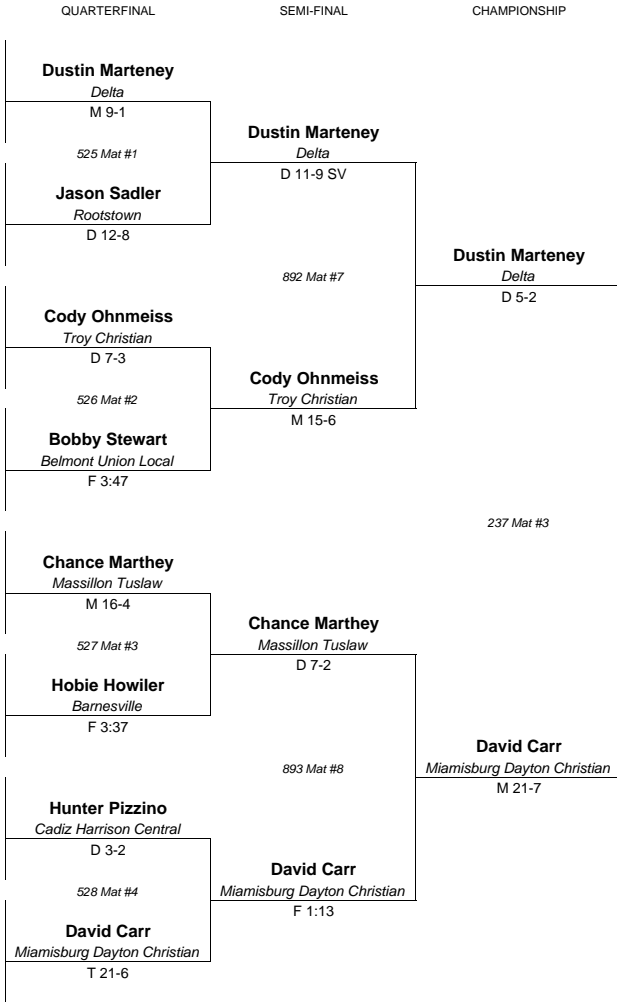 QUARTERFINAL SEMI-FINAL CHAMPIONSHIP
Dustin Marteney
Delta
M 9-1
525 Mat #1
Jason Sadler
Rootstown
D 12-8
Cody Ohnmeiss
Troy Christian
D 7-3
526 Mat #2
Bobby Stewart
Belmont Union Local
F 3:47
Chance Marthey
Massillon Tuslaw
M 16-4
527 Mat #3
Hobie Howiler
Barnesville
F 3:37
Hunter Pizzino
Cadiz Harrison Central
D 3-2
528 Mat #4
David Carr
Miamisburg Dayton Christian
T 21-6
Dustin Marteney
Delta
D 11-9 SV
892 Mat #7
Cody Ohnmeiss
Troy Christian
M 15-6
Chance Marthey
Massillon Tuslaw
D 7-2
893 Mat #8
David Carr
Miamisburg Dayton Christian
F 1:13
Dustin Marteney
Delta
D 5-2
237 Mat #3
David Carr
Miamisburg Dayton Christian
M 21-7